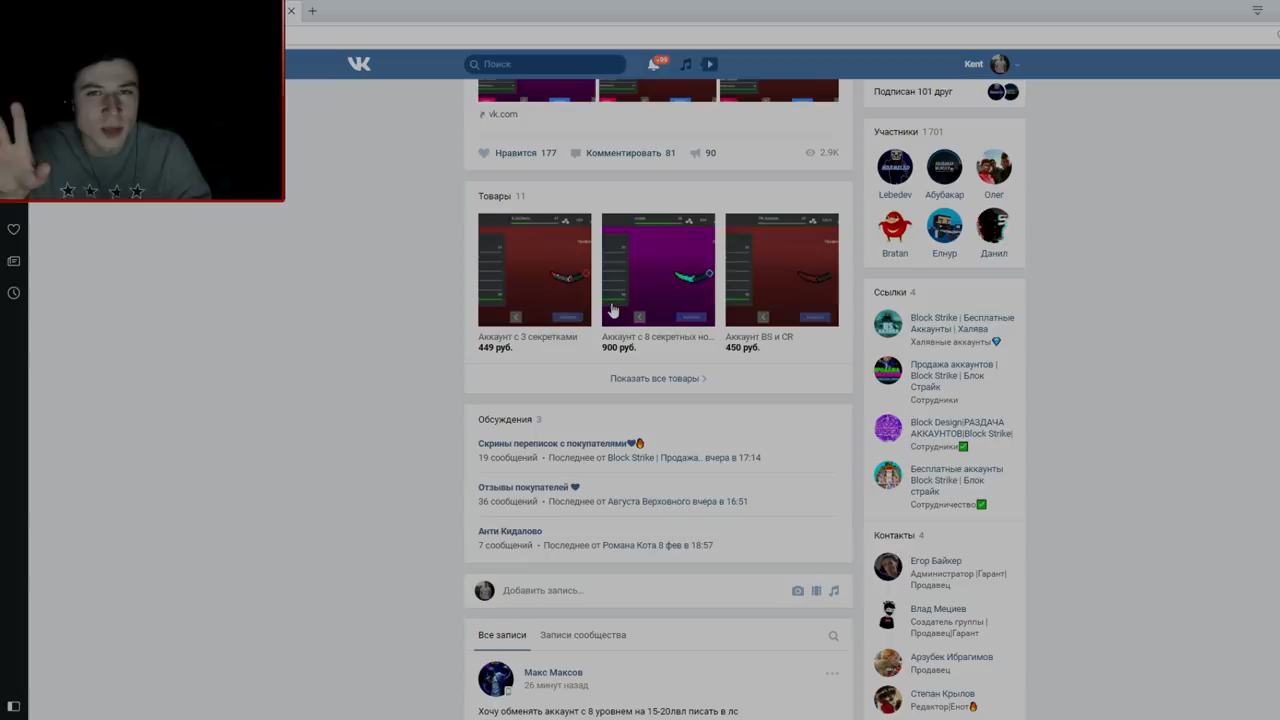 Поиск
+99
Kent
Подписан 101 друг
vk.com
Нравится 177
Комментировать 81
90
2.9K
Участники 1 701
Lebedev
Абубакар
Олег
Bratan
Елнур
Данил
Товары 11
Аккаунт с 3 секретками
449 руб.
Аккаунт с 8 секретных но...
900 руб.
Аккаунт BS и CR
450 руб.
Показать все товары
Ссылки 4
Block Strike | Бесплатные
Аккаунты | Халява
Халявные аккаунты
Продажа аккаунтов |
Block Strike | Блок
Страйк
Сотрудники
Block Design|РАЗДАЧА
АККАУНТОВ|Block Strike|
Сотрудники
Бесплатные аккаунты
Block Strike | Блок
страйк
Сотрудничество
Обсуждения 3
Скрины переписок с покупателями
19 сообщений • Последнее от Block Strike | Продажа.. вчера в 17:14
Отзывы покупателей
36 сообщений • Последнее от Августа Верховного вчера в 16:51
Анти Кидалово
7 сообщений • Последнее от Романа Кота 8 фев в 18:57
Контакты 4
Егор Байкер
Администратор |Гарант|
Продавец
Влад Мециев
Создатель группы |
Продавец|Гарант
Арзубек Ибрагимов
Продавец
Степан Крылов
Редактор|Енот
Добавить запись...
Все записи
Записи сообщества
Макс Максов
26 минут назад
Хочу обменять аккаунт с 8 уровнем на 15-20лвл писать в лс